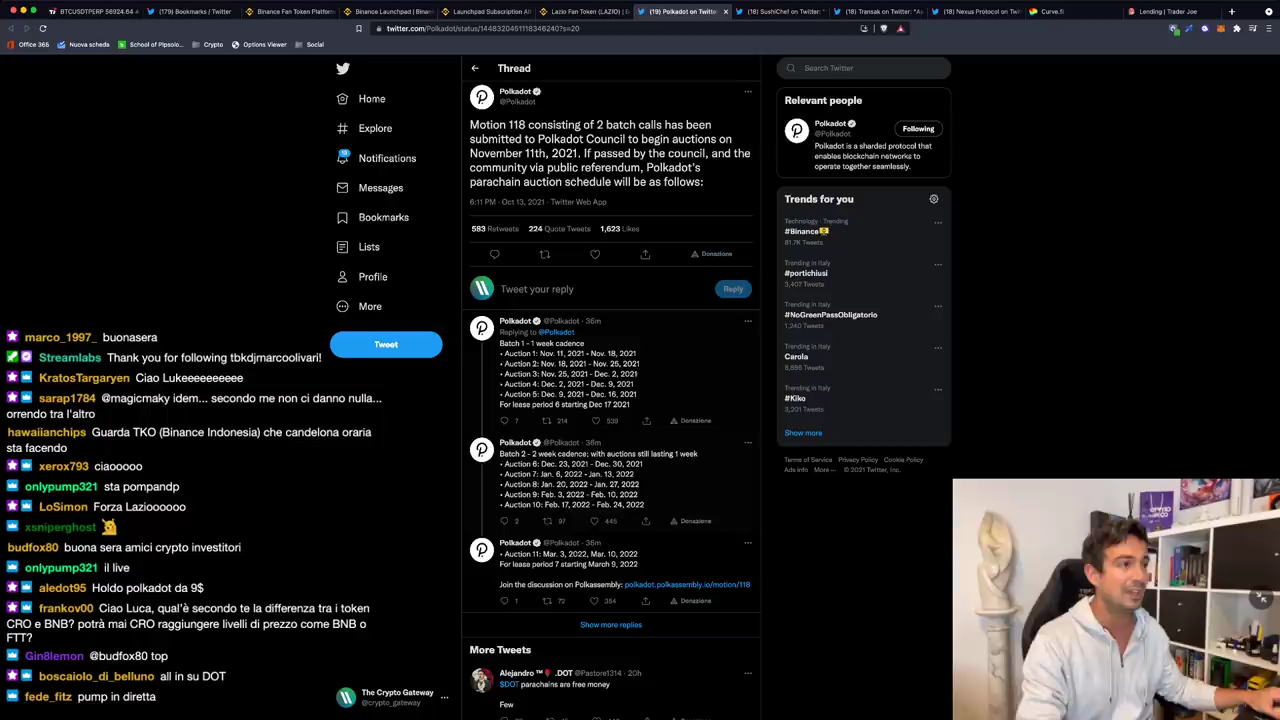 BTCUSDTPERP 56924.64
(179) Bookmarks / Twitter
Binance Fan Token Platform
Binance Launchpad | Binan
Launchpad Subscription Aft
Lazio Fan Token (LAZIO) | B
(19) Polkadot on Twitter
(18) SushiChef on Twitter: "
(18) Transak on Twitter: "A
(18) Nexus Protocol on Twit
Curve.fi
Lending | Trader Joe
twitter.com/Polkadot/status/1448320451118346240?s=20
Office 365
Nuova scheda
School of Pipsolo...
Crypto
Options Viewer
Social
Home
Explore
Notifications
Messages
Bookmarks
Lists
Profile
More
Tweet
Thread
Polkadot
@Polkadot
Motion 118 consisting of 2 batch calls has been
submitted to Polkadot Council to begin auctions on
November 11th, 2021. If passed by the council, and the
community via public referendum, Polkadot's
parachain auction schedule will be as follows:
6:11 PM · Oct 13, 2021 · Twitter Web App
583 Retweets 224 Quote Tweets 1,623 Likes
Donazione
Tweet your reply
Reply
Polkadot @Polkadot · 36m
Replying to @Polkadot
Batch 1 - 1 week cadence
• Auction 1: Nov. 11, 2021 - Nov. 18, 2021
• Auction 2: Nov. 18, 2021 - Nov. 25, 2021
• Auction 3: Nov. 25, 2021 - Dec. 2, 2021
• Auction 4: Dec. 2, 2021 - Dec. 9, 2021
• Auction 5: Dec. 9, 2021 - Dec. 16, 2021
For lease period 6 starting Dec 17 2021
7 214 539 Donazione
Polkadot @Polkadot · 36m
Batch 2 - 2 week cadence; with auctions still lasting 1 week
• Auction 6: Dec. 23, 2021 - Dec. 30, 2021
• Auction 7: Jan. 6, 2022 - Jan. 13, 2022
• Auction 8: Jan. 20, 2022 - Jan. 27, 2022
• Auction 9: Feb. 3, 2022 - Feb. 10, 2022
• Auction 10: Feb. 17, 2022 - Feb. 24, 2022
2 97 445 Donazione
Polkadot @Polkadot · 36m
• Auction 11: Mar. 3, 2022, Mar. 10, 2022
For lease period 7 starting March 9, 2022
Join the discussion on Polkassembly: polkadot.polkassembly.io/motion/118
1 72 354 Donazione
Show more replies
More Tweets
Alejandro ™ .DOT @Pastore1314 · 20h
$DOT parachains are free money
Few
Search Twitter
Relevant people
Polkadot
@Polkadot
Following
Polkadot is a sharded protocol that
enables blockchain networks to
operate together seamlessly.
Trends for you
Technology · Trending
#Binance
81.7K Tweets
Trending in Italy
#portichiusi
3,407 Tweets
Trending in Italy
#NoGreenPassObligatorio
1,240 Tweets
Trending in Italy
Carola
8,696 Tweets
Trending in Italy
#Kiko
3,201 Tweets
Show more
Terms of Service Privacy Policy Cookie Policy
Ads info More ··· © 2021 Twitter, Inc.
marco_1997_ buonasera
Streamlabs Thank you for following tbkdjmarcoolivari!
KratosTargaryen Ciao Lukeeeeeeeee
sarap1784 @magicmaky idem... secondo me non ci danno nulla...
orrendo tra l'altro
hawaiianchips Guarda TKO (Binance Indonesia) che candelona oraria
sta facendo
xerox793 ciaooooo
onlypump321 sta pompandp
LoSimon Forza Laziooooooo
xsniperghost
budfox80 buona sera amici crypto investitori
onlypump321 il live
aledot95 Holdo polkadot da 9$
frankov00 Ciao Luca, qual'è secondo te la differenza tra i token
CRO e BNB? potrà mai CRO raggiungere livelli di prezzo come BNB o
FTT?
Gin8lemon @budfox80 top
boscaiolo_di_belluno all in su DOT
fede_fitz pump in diretta
The Crypto Gateway
@crypto_gateway